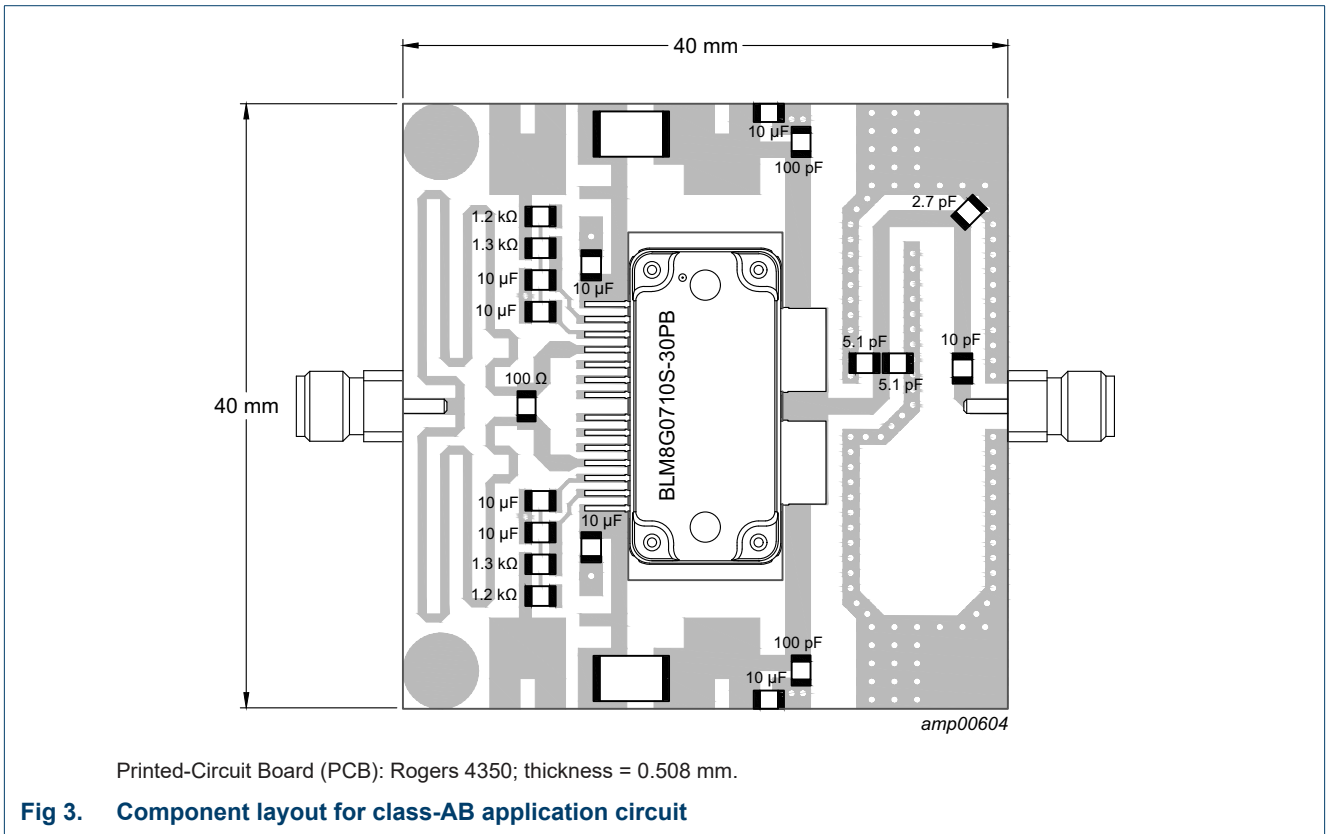 40 mm
10 µF
100 pF
2.7 pF
1.2 kΩ
1.3 kΩ
10 µF
10 µF
10 µF
5.1 pF
10 pF
5.1 pF
100 Ω
40 mm
BLM8G0710S-30PB
10 µF
10 µF
10 µF
1.3 kΩ
1.2 kΩ
100 pF
10 µF
amp00604
Printed-Circuit Board (PCB): Rogers 4350; thickness = 0.508 mm.
Fig 3. Component layout for class-AB application circuit